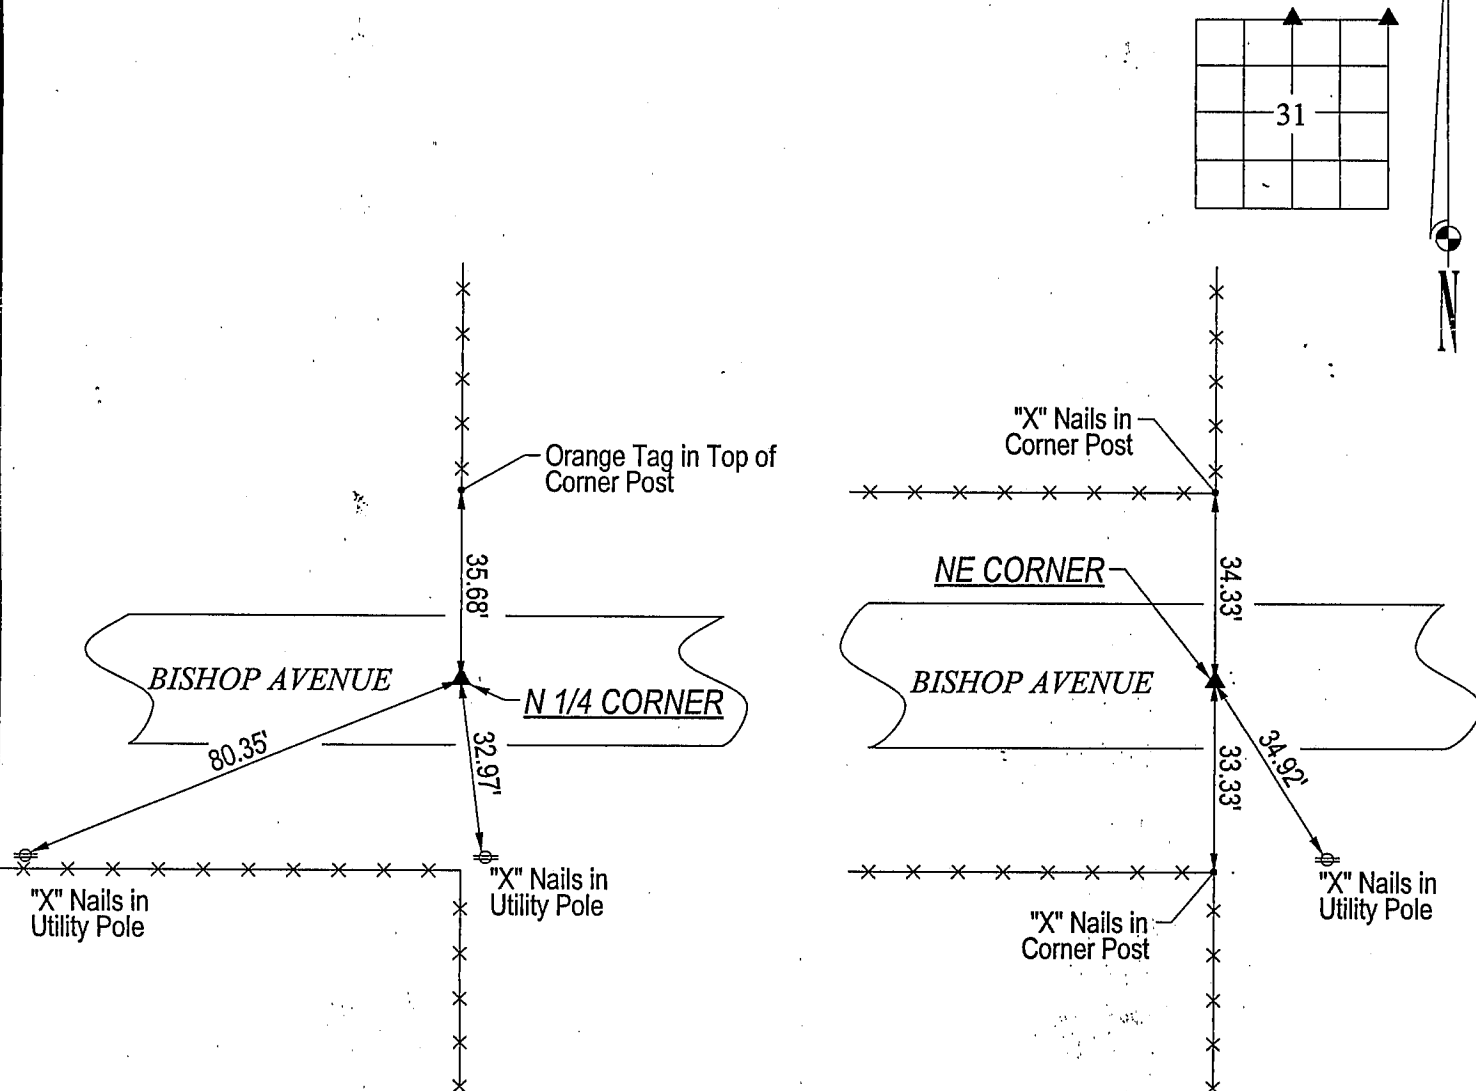 31
N
Orange Tag in Top of
Corner Post
35.68'
BISHOP AVENUE
N 1/4 CORNER
80.35'
32.97'
"X" Nails in
Utility Pole
"X" Nails in
Utility Pole
"X" Nails in
Corner Post
NE CORNER
34.33'
BISHOP AVENUE
33.33'
34.92'
"X" Nails in
Utility Pole
"X" Nails in
Corner Post